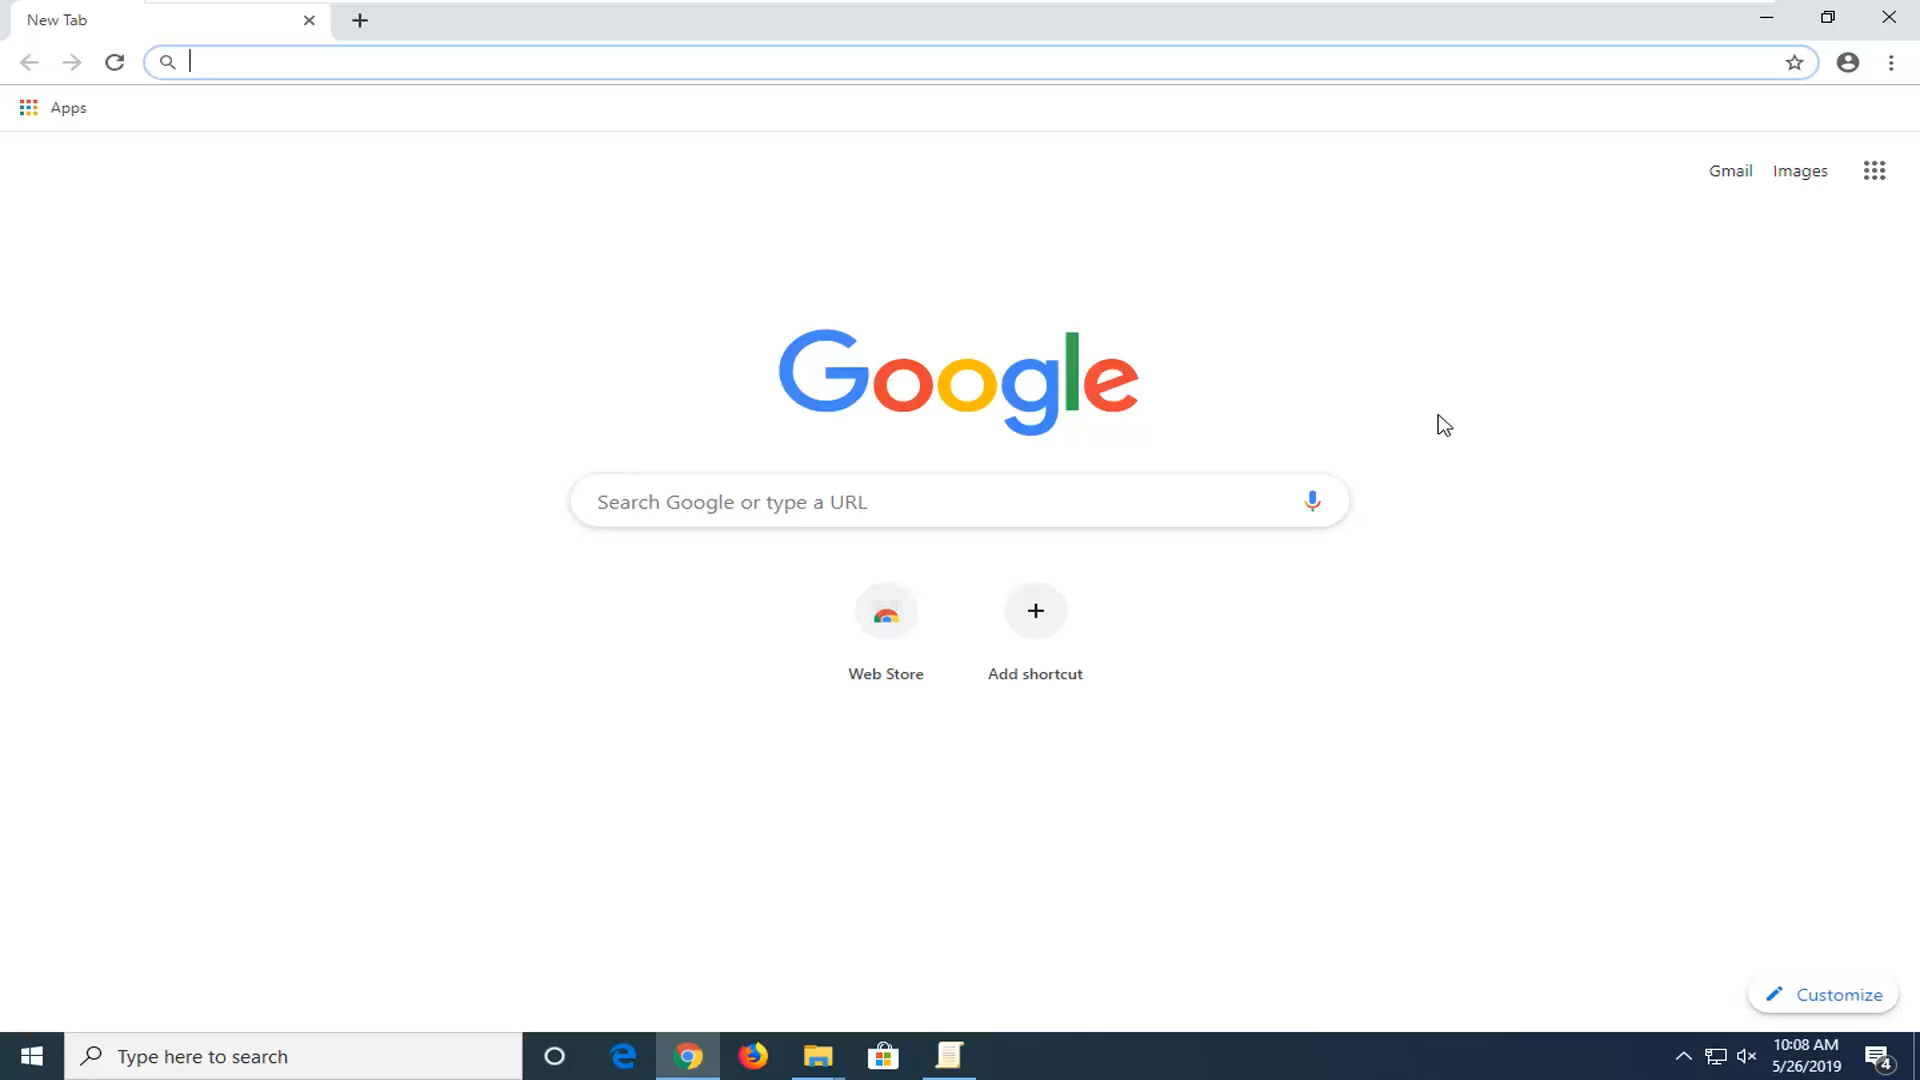 New Tab
Apps
Gmail Images
Google
Search Google or type a URL
Web Store Add shortcut
Customize
Type here to search
10:08 AM
5/26/2019
4